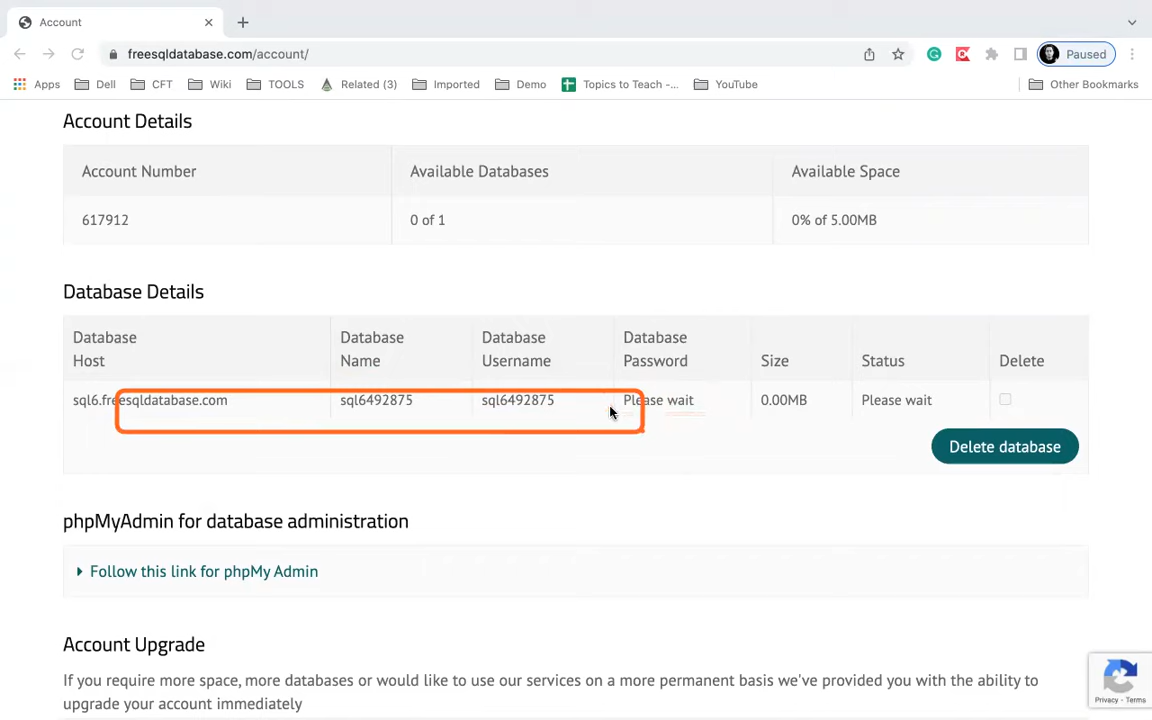 Account
freesqldatabase.com/account/
Paused
Apps Dell CFT Wiki TOOLS Related (3) Imported Demo Topics to Teach -... YouTube Other Bookmarks
Account Details
Account Number Available Databases Available Space
617912 0 of 1 0% of 5.00MB
Database Details
Database Host Database Name Database Username Database Password Size Status Delete
sql6.freesqldatabase.com sql6492875 sql6492875 Please wait 0.00MB Please wait
Delete database
phpMyAdmin for database administration
Follow this link for phpMy Admin
Account Upgrade
If you require more space, more databases or would like to use our services on a more permanent basis we've provided you with the ability to
upgrade your account immediately
Privacy - Terms